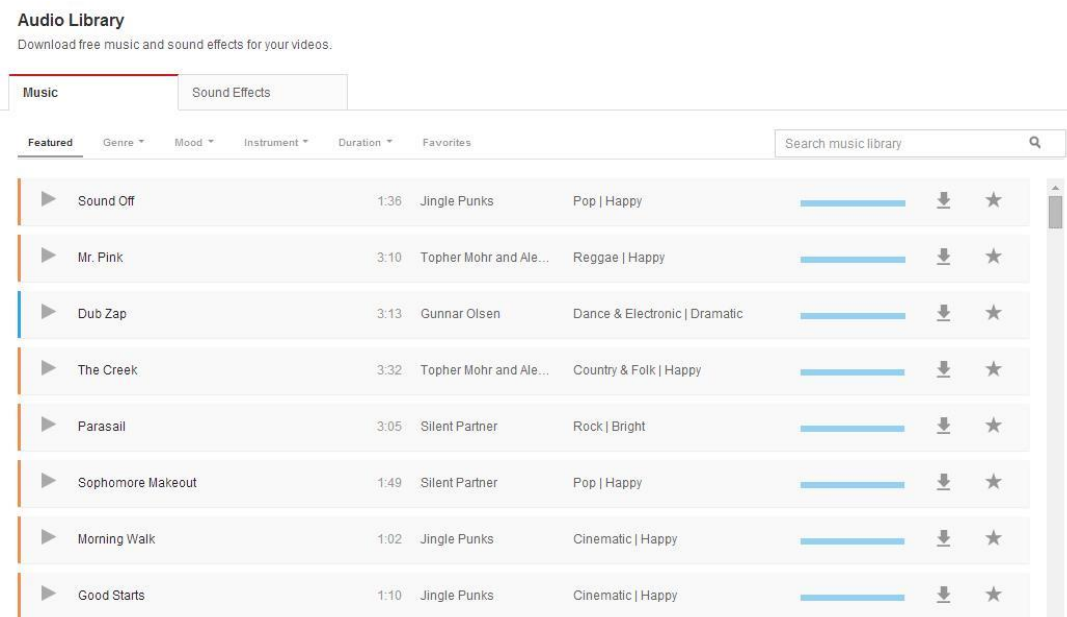 Audio Library
Download free music and sound effects for your videos.
Music Sound Effects
Featured Genre Mood Instrument Duration Favorites Search music library
Sound Off 1:36 Jingle Punks Pop | Happy
Mr. Pink 3:10 Topher Mohr and Ale... Reggae | Happy
Dub Zap 3:13 Gunnar Olsen Dance & Electronic | Dramatic
The Creek 3:32 Topher Mohr and Ale... Country & Folk | Happy
Parasail 3:05 Silent Partner Rock | Bright
Sophomore Makeout 1:49 Silent Partner Pop | Happy
Morning Walk 1:02 Jingle Punks Cinematic | Happy
Good Starts 1:10 Jingle Punks Cinematic | Happy